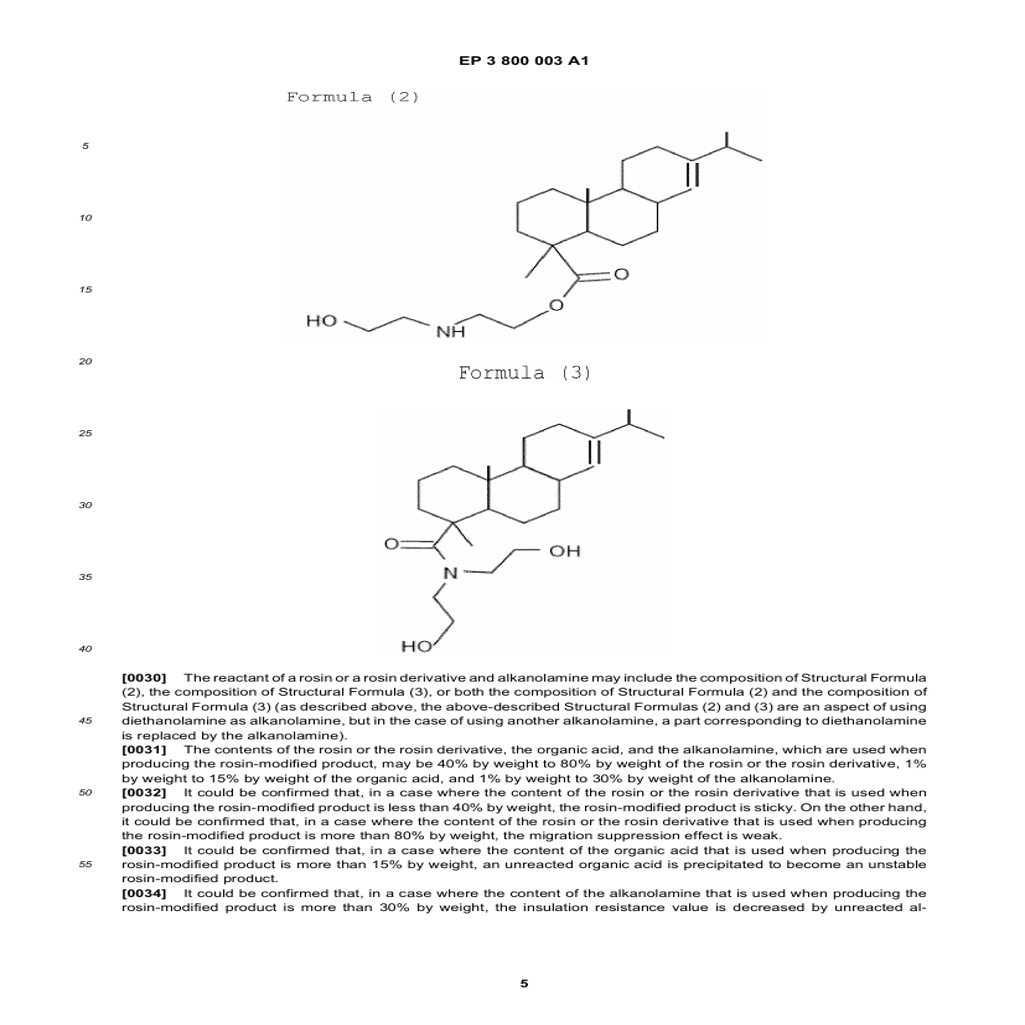 EP 3 800 003 A1
Formula (2)
5
10
O
15
O
HO
NH
20
Formula (3)
25
30
O
OH
N
35
HO
40
[0030] The reactant of a rosin or a rosin derivative and alkanolamine may include the composition of Structural Formula
(2), the composition of Structural Formula (3), or both the composition of Structural Formula (2) and the composition of
Structural Formula (3) (as described above, the above-described Structural Formulas (2) and (3) are an aspect of using
45 diethanolamine as alkanolamine, but in the case of using another alkanolamine, a part corresponding to diethanolamine
is replaced by the alkanolamine).
[0031] The contents of the rosin or the rosin derivative, the organic acid, and the alkanolamine, which are used when
producing the rosin-modified product, may be 40% by weight to 80% by weight of the rosin or the rosin derivative, 1%
by weight to 15% by weight of the organic acid, and 1% by weight to 30% by weight of the alkanolamine.
50 [0032] It could be confirmed that, in a case where the content of the rosin or the rosin derivative that is used when
producing the rosin-modified product is less than 40% by weight, the rosin-modified product is sticky. On the other hand,
it could be confirmed that, in a case where the content of the rosin or the rosin derivative that is used when producing
the rosin-modified product is more than 80% by weight, the migration suppression effect is weak.
[0033] It could be confirmed that, in a case where the content of the organic acid that is used when producing the
55 rosin-modified product is more than 15% by weight, an unreacted organic acid is precipitated to become an unstable
rosin-modified product.
[0034] It could be confirmed that, in a case where the content of the alkanolamine that is used when producing the
rosin-modified product is more than 30% by weight, the insulation resistance value is decreased by unreacted al-
5